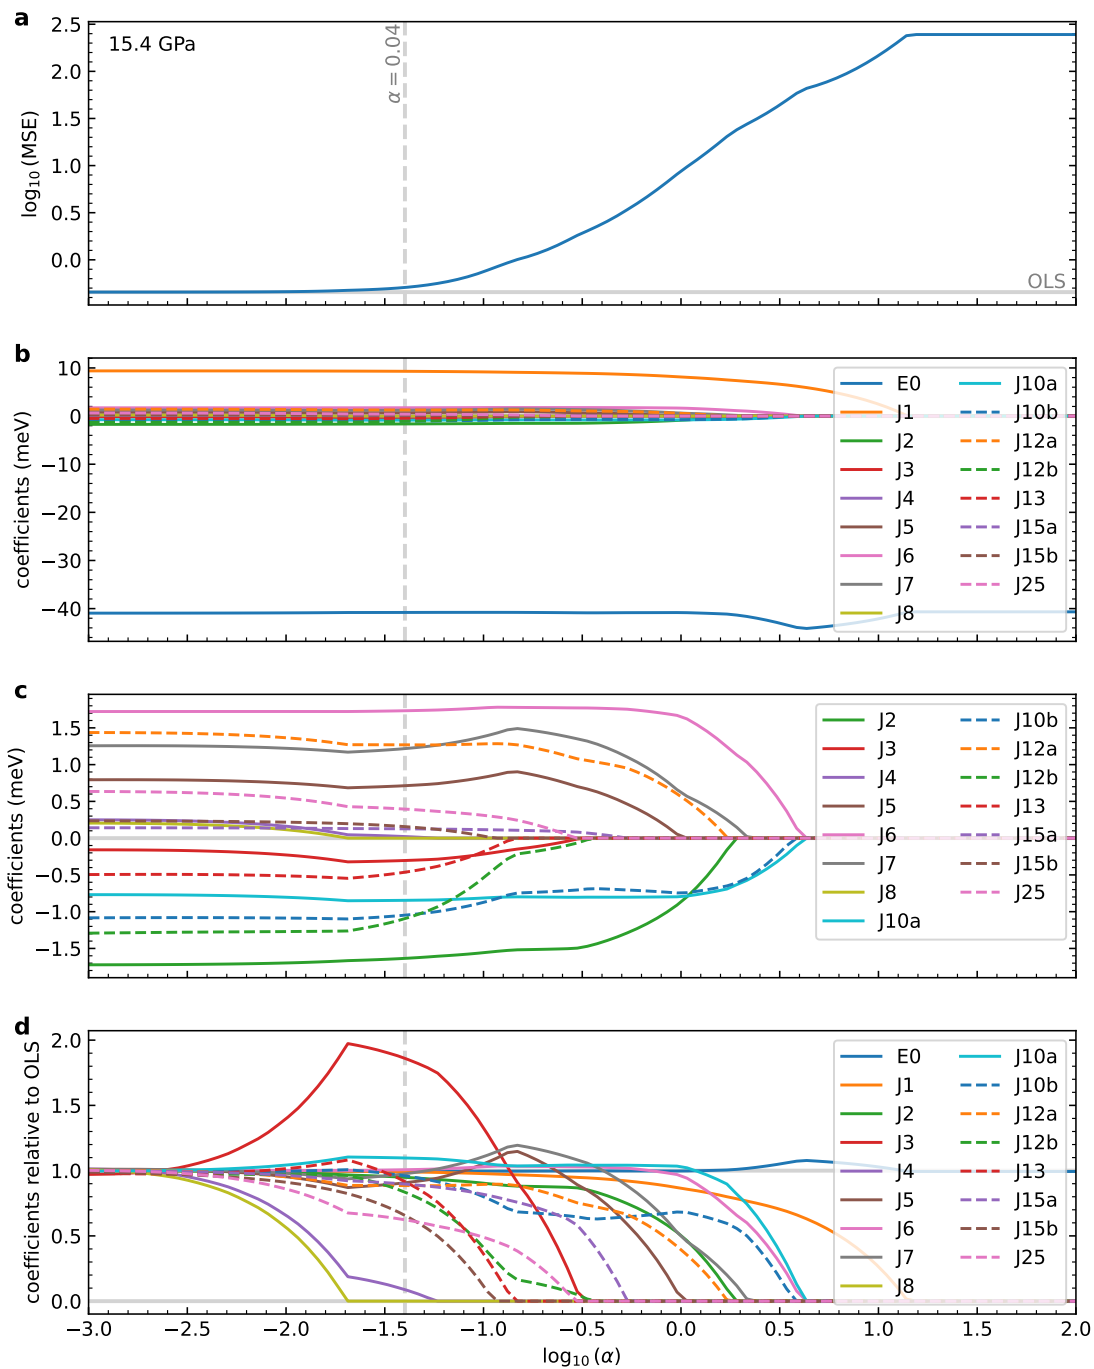 a
15.4 GPa
α = 0.04
OLS
log₁₀(MSE)
2.5
2.0
1.5
1.0
0.5
0.0
b
coefficients (meV)
10
0
−10
−20
−30
−40
E0
J1
J2
J3
J4
J5
J6
J7
J8
J10a
J10b
J12a
J12b
J13
J15a
J15b
J25
c
coefficients (meV)
1.5
1.0
0.5
0.0
−0.5
−1.0
−1.5
J2
J3
J4
J5
J6
J7
J8
J10a
J10b
J12a
J12b
J13
J15a
J15b
J25
d
coefficients relative to OLS
2.0
1.5
1.0
0.5
0.0
E0
J1
J2
J3
J4
J5
J6
J7
J8
J10a
J10b
J12a
J12b
J13
J15a
J15b
J25
−3.0 −2.5 −2.0 −1.5 −1.0 −0.5 0.0 0.5 1.0 1.5 2.0
log₁₀(α)